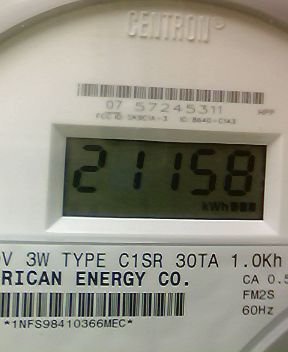 CENTRON®
07 57245311 HPP
21158
kWh
V 3W TYPE C1SR 30TA 1.0Kh
RICAN ENERGY CO. CA 0.5
FM2S
60Hz
*1NFS98410366MEC*